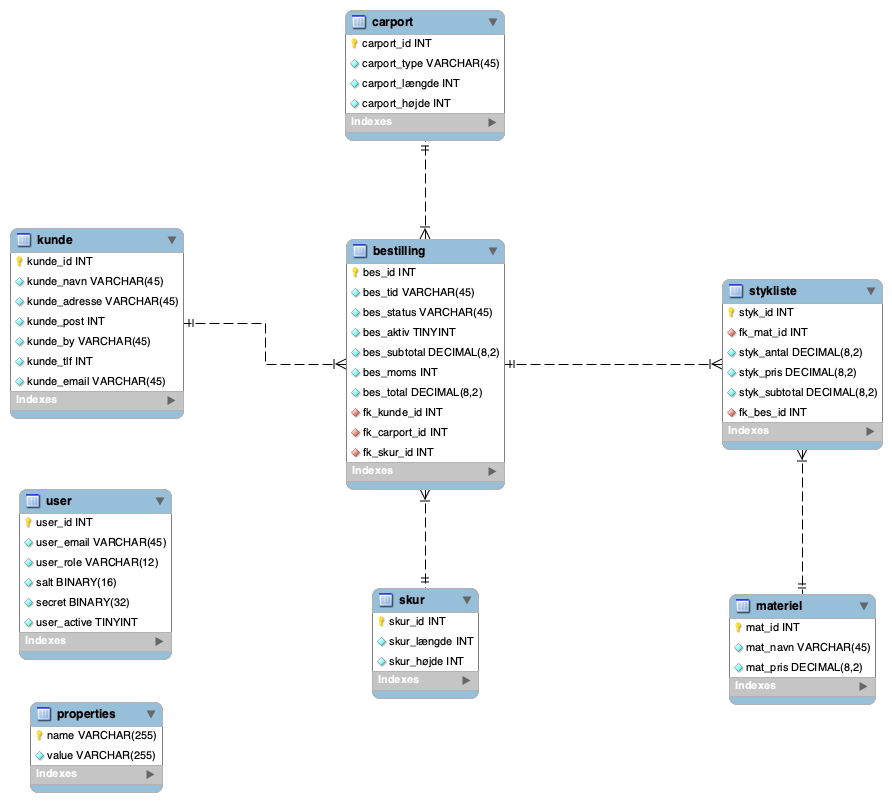 carport
carport_id INT
carport_type VARCHAR(45)
carport_længde INT
carport_højde INT
Indexes
kunde
kunde_id INT
kunde_navn VARCHAR(45)
kunde_adresse VARCHAR(45)
kunde_post INT
kunde_by VARCHAR(45)
kunde_tlf INT
kunde_email VARCHAR(45)
Indexes
bestilling
bes_id INT
bes_tid VARCHAR(45)
bes_status VARCHAR(45)
bes_aktiv TINYINT
bes_subtotal DECIMAL(8,2)
bes_moms INT
bes_total DECIMAL(8,2)
fk_kunde_id INT
fk_carport_id INT
fk_skur_id INT
Indexes
stykliste
styk_id INT
fk_mat_id INT
styk_antal DECIMAL(8,2)
styk_pris DECIMAL(8,2)
styk_subtotal DECIMAL(8,2)
fk_bes_id INT
Indexes
user
user_id INT
user_email VARCHAR(45)
user_role VARCHAR(12)
salt BINARY(16)
secret BINARY(32)
user_active TINYINT
Indexes
skur
skur_id INT
skur_længde INT
skur_højde INT
Indexes
materiel
mat_id INT
mat_navn VARCHAR(45)
mat_pris DECIMAL(8,2)
Indexes
properties
name VARCHAR(255)
value VARCHAR(255)
Indexes